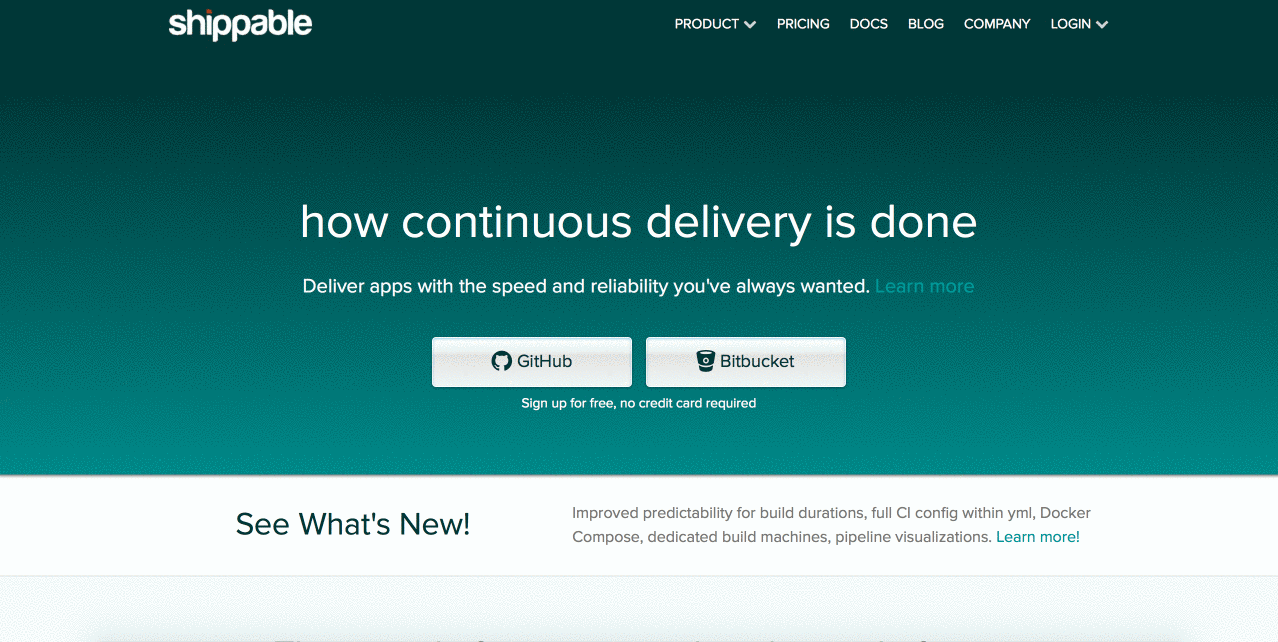 shippable
PRODUCT PRICING DOCS BLOG COMPANY LOGIN
how continuous delivery is done
Deliver apps with the speed and reliability you've always wanted. Learn more
GitHub Bitbucket
Sign up for free, no credit card required
See What's New!
Improved predictability for build durations, full CI config within yml, Docker
Compose, dedicated build machines, pipeline visualizations. Learn more!